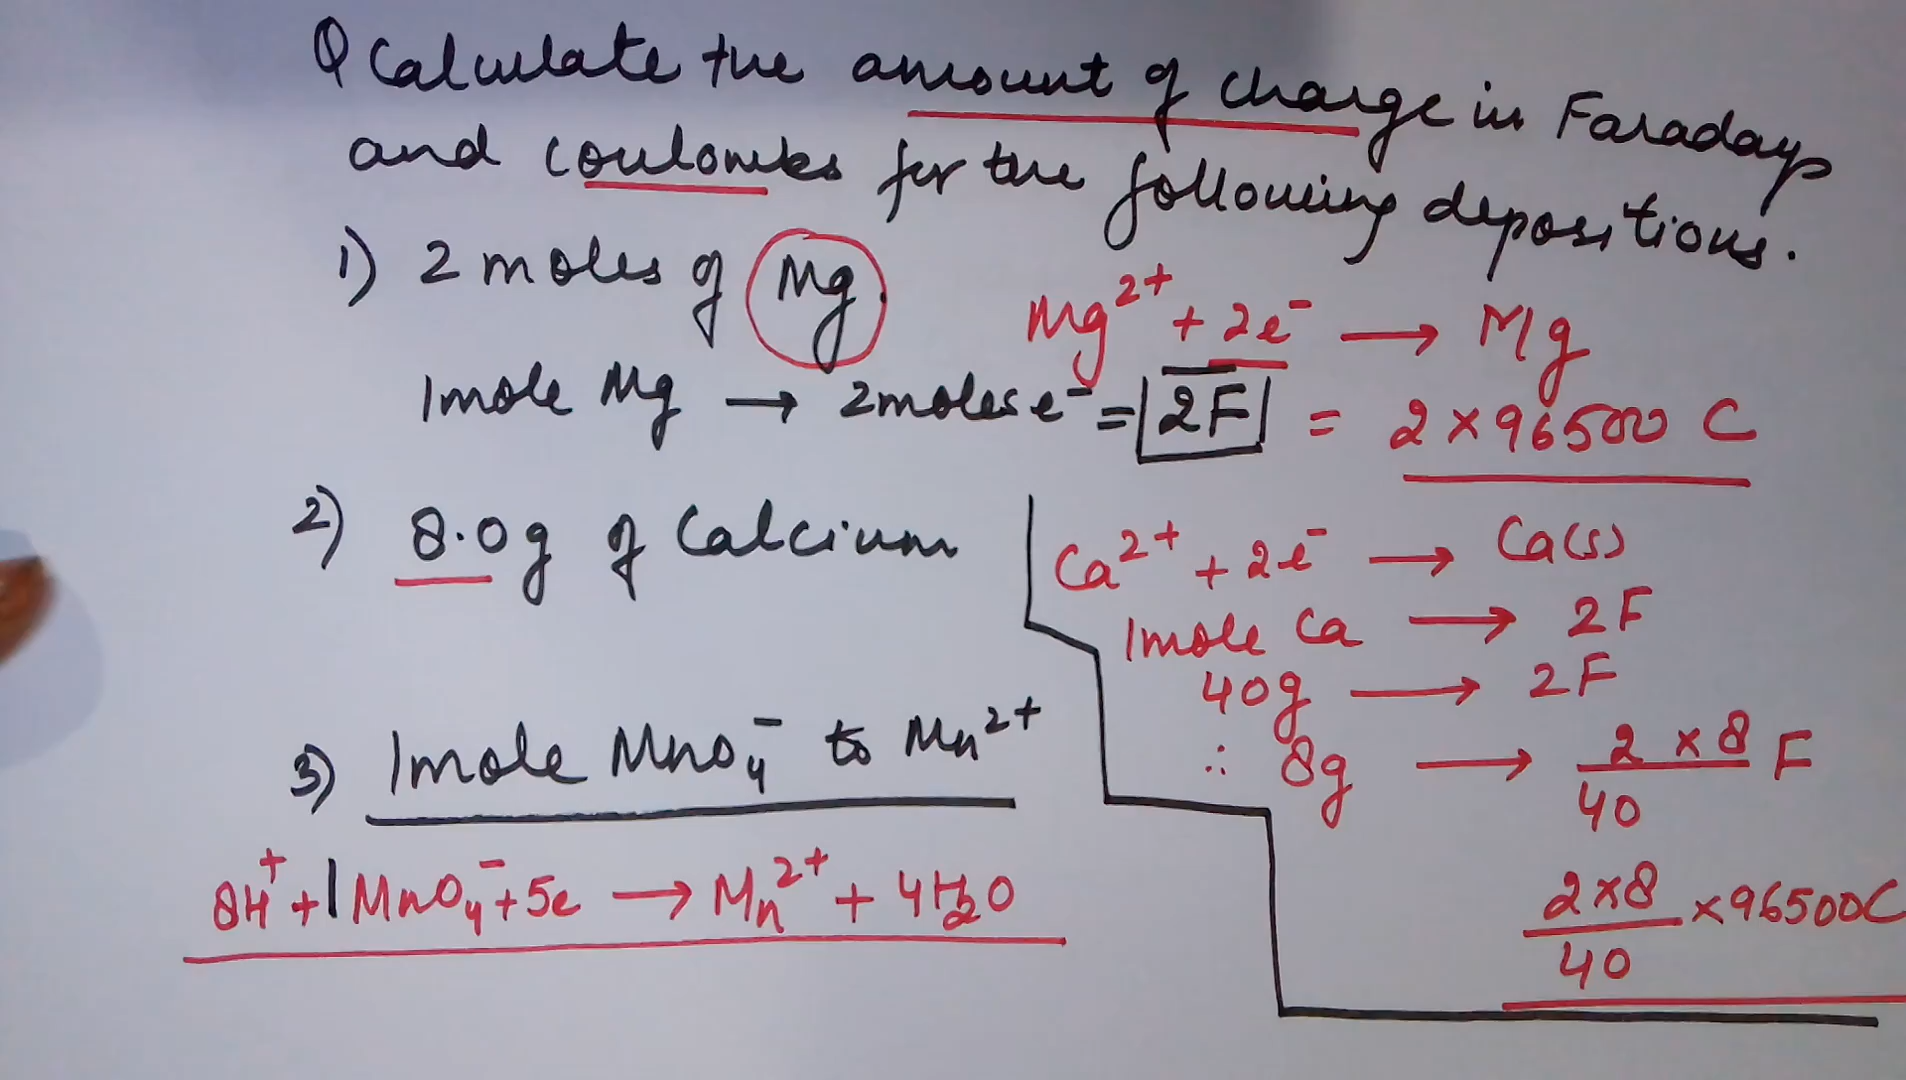 Q Calculate the amount of charge in Faradays
and coulombs for the following depositions.
1) 2 moles of Mg
Mg²⁺ + 2e⁻ → Mg
1mole Mg → 2moles e⁻ = 2F = 2 × 96500 C
2) 8.0g of Calcium
Ca²⁺ + 2e⁻ → Ca(s)
1mole Ca → 2F
40g → 2F
∴ 8g → 2 × 8 / 40 F
2×8 / 40 × 96500C
3) 1mole MnO₄⁻ to Mn²⁺
8H⁺ + 1 MnO₄⁻ + 5e → Mn²⁺ + 4H₂O